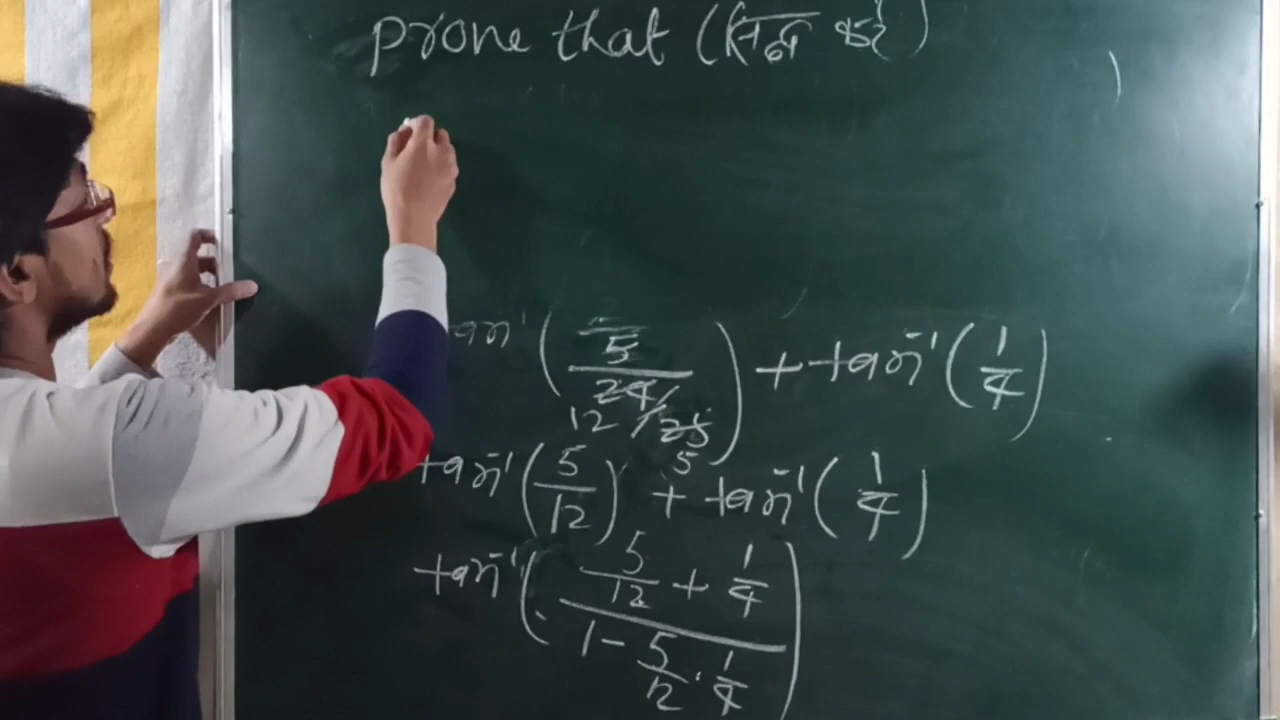 prone that (सिद्ध करें)
tan⁻¹ (5 / 24/25 12 5) + tan⁻¹ (1/4)
tan⁻¹ (5/12) + tan⁻¹ (1/4)
tan⁻¹ (5/12 + 1/4 / 1 - 5/12 . 1/4)